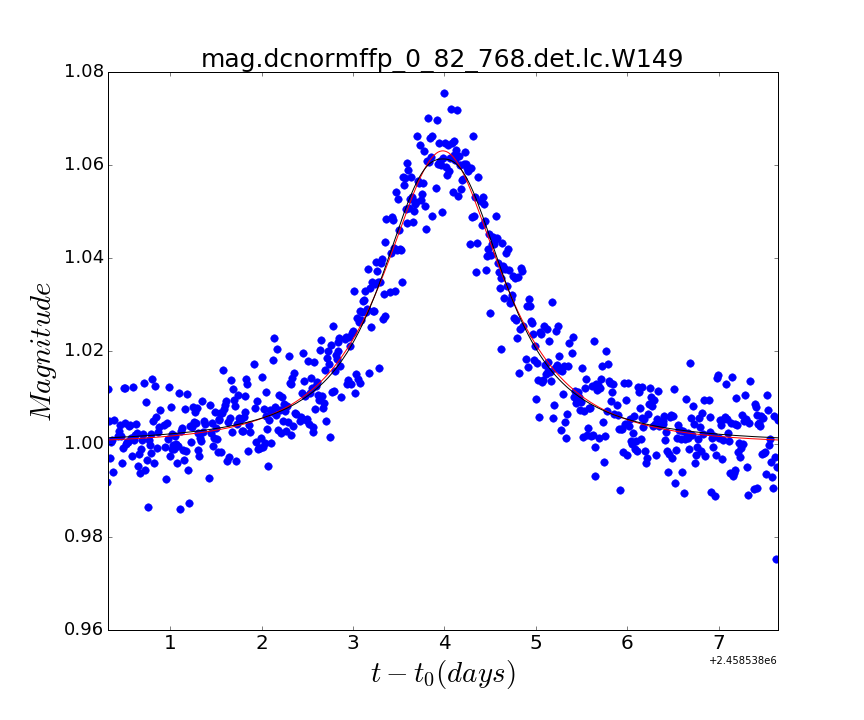 mag.dcnormffp_0_82_768.det.lc.W149
1.08
1.06
1.04
1.02
1.00
0.98
0.96
Magnitude
1 2 3 4 5 6 7
+2.458538e6
t − t₀(days)